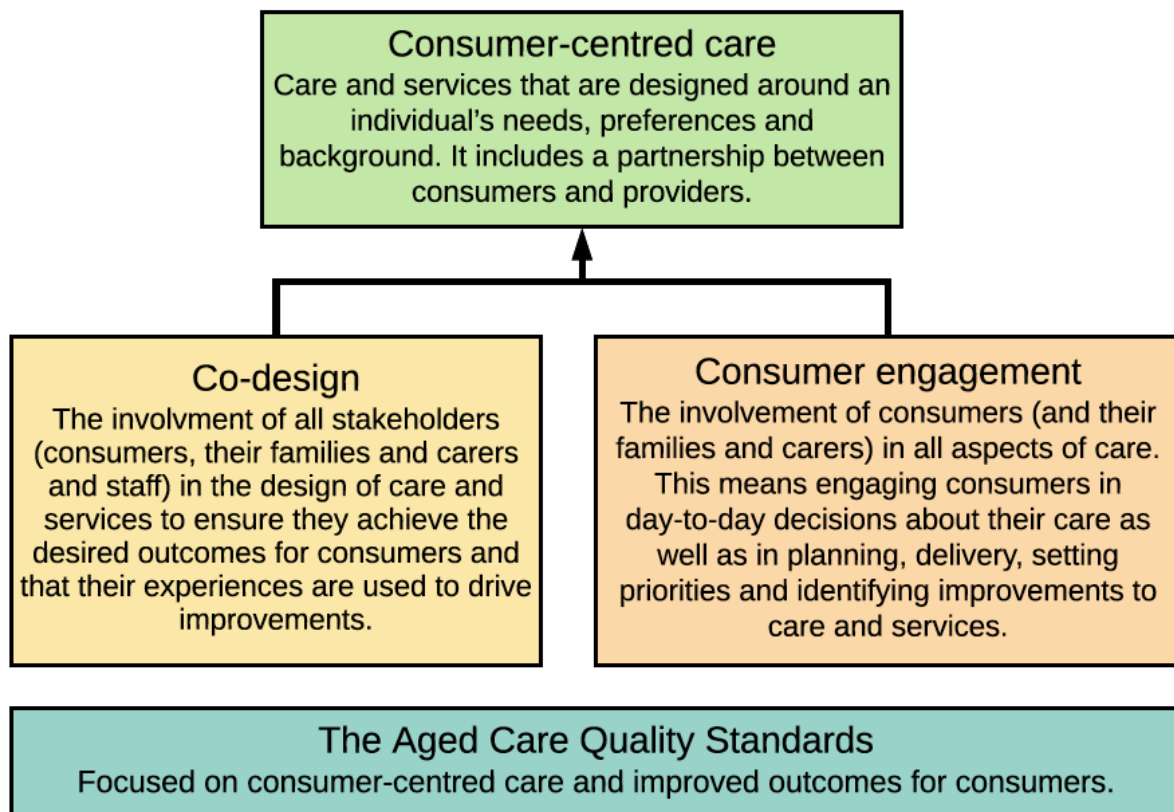 Consumer-centred care
Care and services that are designed around an
individual's needs, preferences and
background. It includes a partnership between
consumers and providers.
Co-design
The involvment of all stakeholders
(consumers, their families and carers
and staff) in the design of care and
services to ensure they achieve the
desired outcomes for consumers and
that their experiences are used to drive
improvements.
Consumer engagement
The involvement of consumers (and their
families and carers) in all aspects of care.
This means engaging consumers in
day-to-day decisions about their care as
well as in planning, delivery, setting
priorities and identifying improvements to
care and services.
The Aged Care Quality Standards
Focused on consumer-centred care and improved outcomes for consumers.